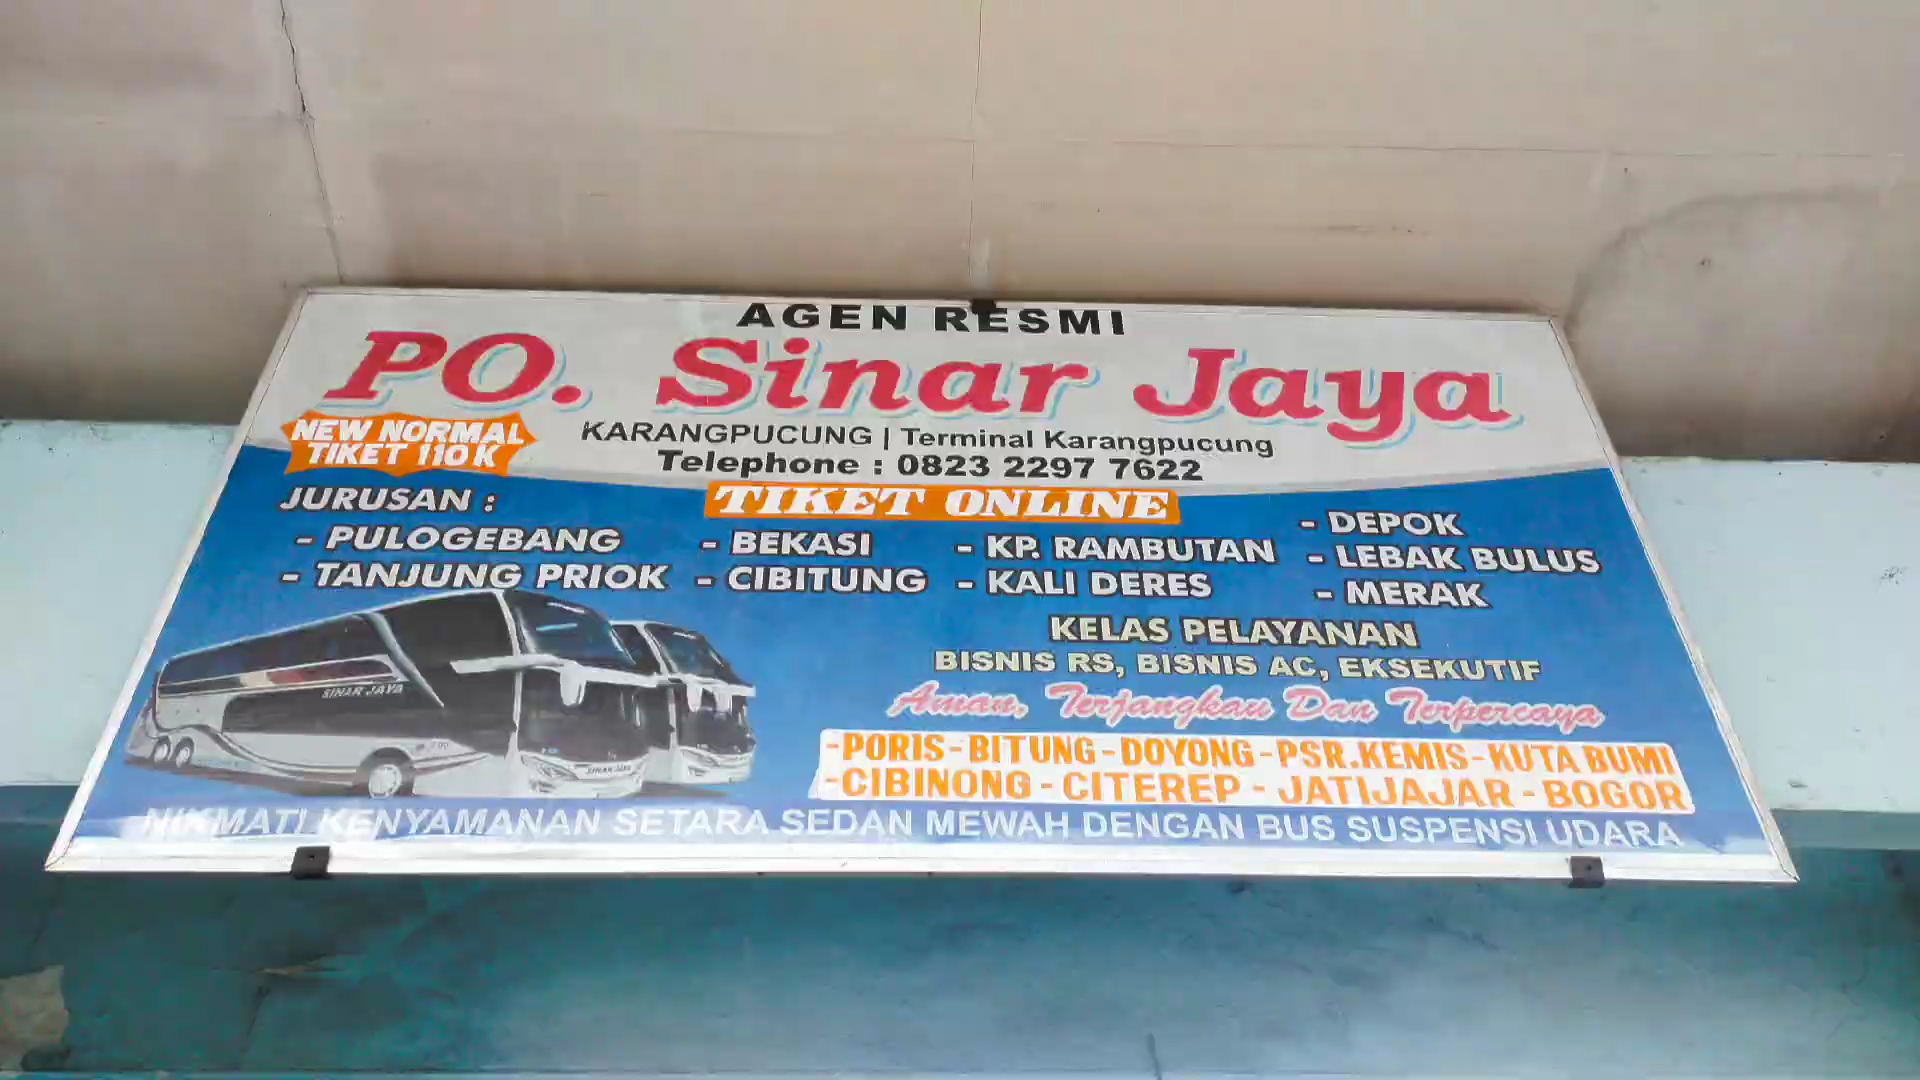 AGEN RESMI
PO. Sinar Jaya
KARANGPUCUNG | Terminal Karangpucung
Telephone : 0823 2297 7622
NEW NORMAL
TIKET 110 K
TIKET ONLINE
JURUSAN :
- PULOGEBANG
- TANJUNG PRIOK
- BEKASI
- CIBITUNG
- KP. RAMBUTAN
- KALI DERES
- DEPOK
- LEBAK BULUS
- MERAK
KELAS PELAYANAN
BISNIS RS, BISNIS AC, EKSEKUTIF
Aman, Terjangkau Dan Terpercaya
-PORIS-BITUNG-DOYONG-PSR.KEMIS-KUTA BUMI
-CIBINONG - CITEREP - JATIJAJAR - BOGOR
SINAR JAYA
SINAR JAYA
NIKMATI KENYAMANAN SETARA SEDAN MEWAH DENGAN BUS SUSPENSI UDARA